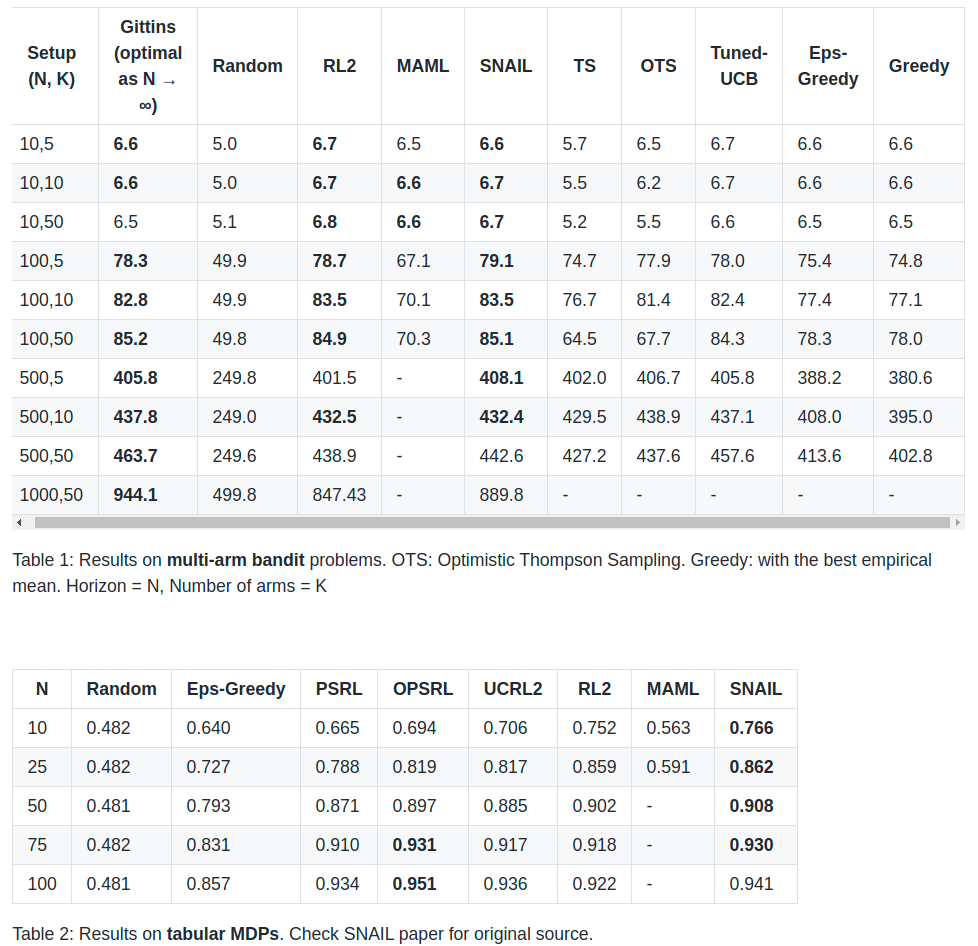 Setup (N, K) Gittins (optimal as N → ∞) Random RL2 MAML SNAIL TS OTS Tuned-UCB Eps-Greedy Greedy
10,5 6.6 5.0 6.7 6.5 6.6 5.7 6.5 6.7 6.6 6.6
10,10 6.6 5.0 6.7 6.6 6.7 5.5 6.2 6.7 6.6 6.6
10,50 6.5 5.1 6.8 6.6 6.7 5.2 5.5 6.6 6.5 6.5
100,5 78.3 49.9 78.7 67.1 79.1 74.7 77.9 78.0 75.4 74.8
100,10 82.8 49.9 83.5 70.1 83.5 76.7 81.4 82.4 77.4 77.1
100,50 85.2 49.8 84.9 70.3 85.1 64.5 67.7 84.3 78.3 78.0
500,5 405.8 249.8 401.5 - 408.1 402.0 406.7 405.8 388.2 380.6
500,10 437.8 249.0 432.5 - 432.4 429.5 438.9 437.1 408.0 395.0
500,50 463.7 249.6 438.9 - 442.6 427.2 437.6 457.6 413.6 402.8
1000,50 944.1 499.8 847.43 - 889.8 - - - - -
Table 1: Results on multi-arm bandit problems. OTS: Optimistic Thompson Sampling. Greedy: with the best empirical
mean. Horizon = N, Number of arms = K
N Random Eps-Greedy PSRL OPSRL UCRL2 RL2 MAML SNAIL
10 0.482 0.640 0.665 0.694 0.706 0.752 0.563 0.766
25 0.482 0.727 0.788 0.819 0.817 0.859 0.591 0.862
50 0.481 0.793 0.871 0.897 0.885 0.902 - 0.908
75 0.482 0.831 0.910 0.931 0.917 0.918 - 0.930
100 0.481 0.857 0.934 0.951 0.936 0.922 - 0.941
Table 2: Results on tabular MDPs. Check SNAIL paper for original source.